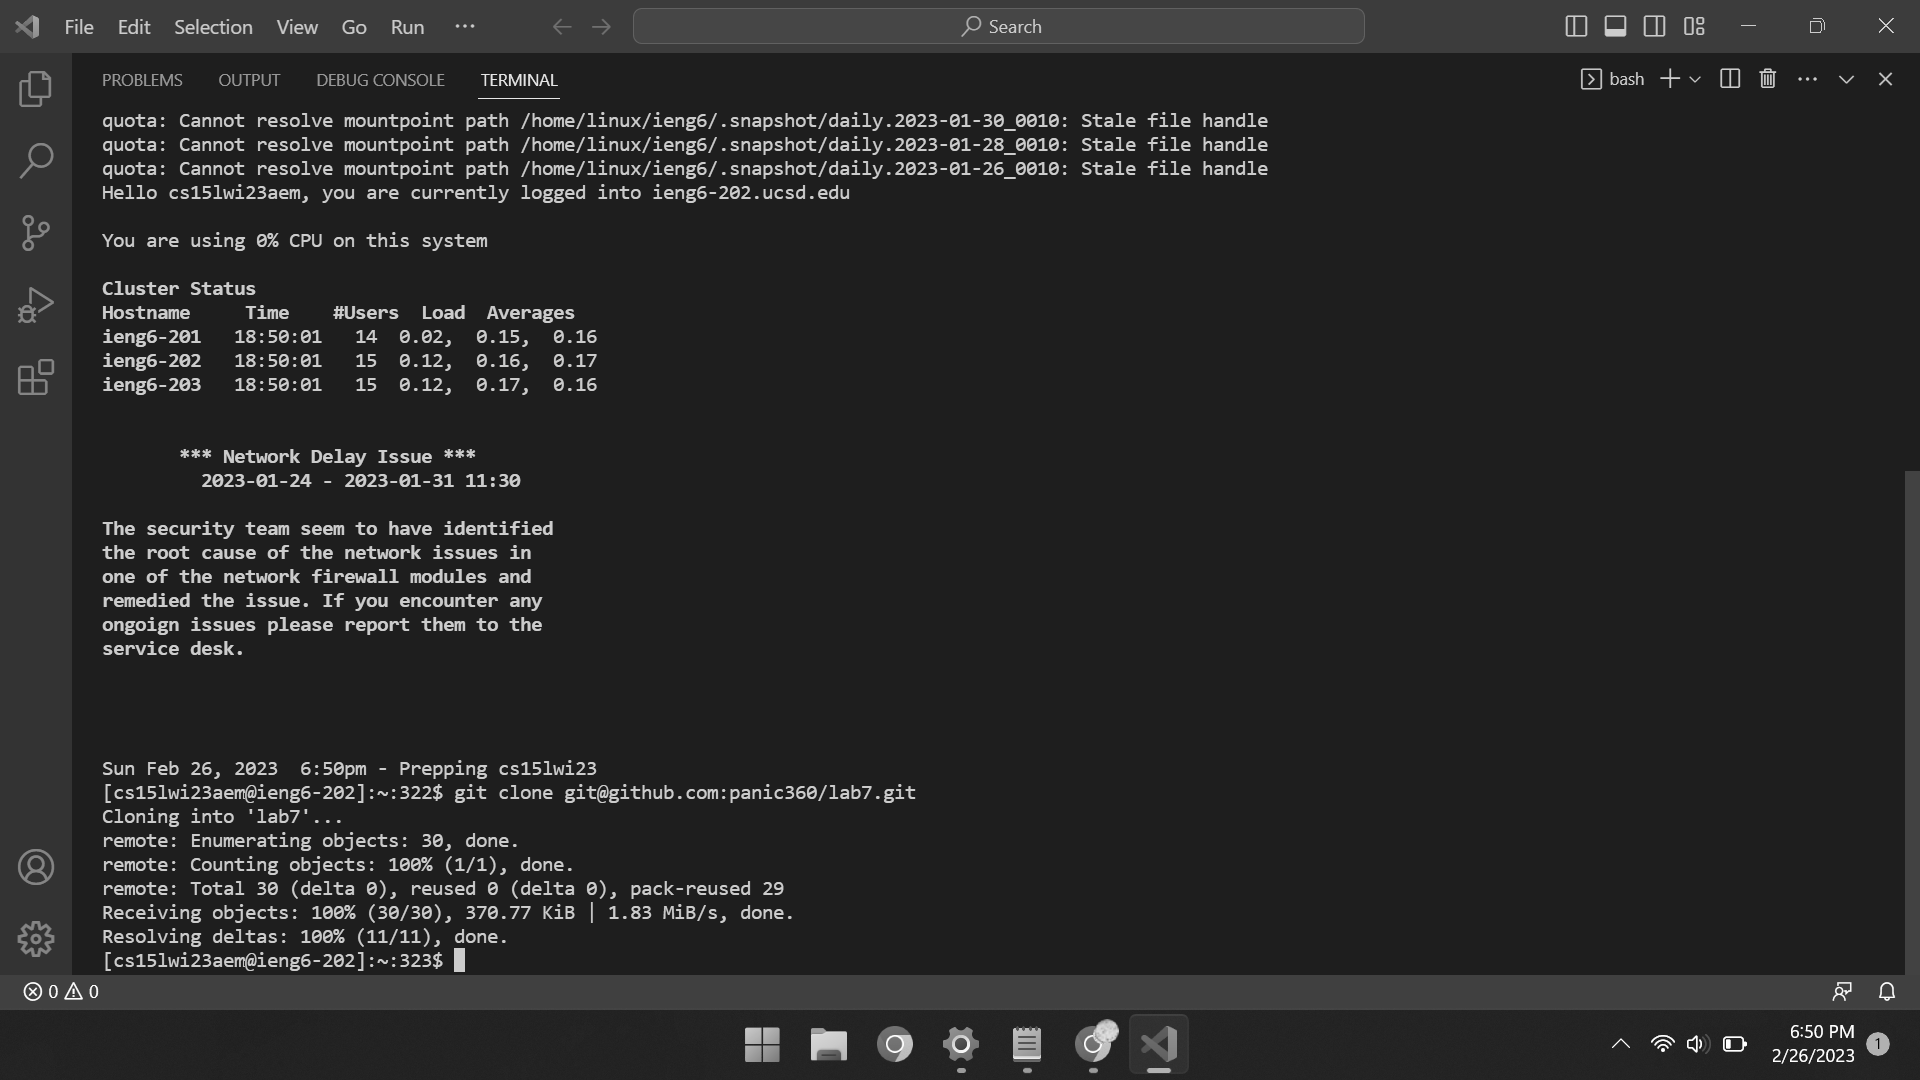 File Edit Selection View Go Run ··· Search
PROBLEMS OUTPUT DEBUG CONSOLE TERMINAL bash
quota: Cannot resolve mountpoint path /home/linux/ieng6/.snapshot/daily.2023-01-30_0010: Stale file handle
quota: Cannot resolve mountpoint path /home/linux/ieng6/.snapshot/daily.2023-01-28_0010: Stale file handle
quota: Cannot resolve mountpoint path /home/linux/ieng6/.snapshot/daily.2023-01-26_0010: Stale file handle
Hello cs15lwi23aem, you are currently logged into ieng6-202.ucsd.edu
You are using 0% CPU on this system
Cluster Status
Hostname     Time    #Users  Load  Averages
ieng6-201   18:50:01   14  0.02,  0.15,  0.16
ieng6-202   18:50:01   15  0.12,  0.16,  0.17
ieng6-203   18:50:01   15  0.12,  0.17,  0.16
*** Network Delay Issue ***
2023-01-24 - 2023-01-31 11:30
The security team seem to have identified
the root cause of the network issues in
one of the network firewall modules and
remedied the issue. If you encounter any
ongoign issues please report them to the
service desk.
Sun Feb 26, 2023  6:50pm - Prepping cs15lwi23
[cs15lwi23aem@ieng6-202]:~:322$ git clone git@github.com:panic360/lab7.git
Cloning into 'lab7'...
remote: Enumerating objects: 30, done.
remote: Counting objects: 100% (1/1), done.
remote: Total 30 (delta 0), reused 0 (delta 0), pack-reused 29
Receiving objects: 100% (30/30), 370.77 KiB | 1.83 MiB/s, done.
Resolving deltas: 100% (11/11), done.
[cs15lwi23aem@ieng6-202]:~:323$
0 0
6:50 PM
2/26/2023 1